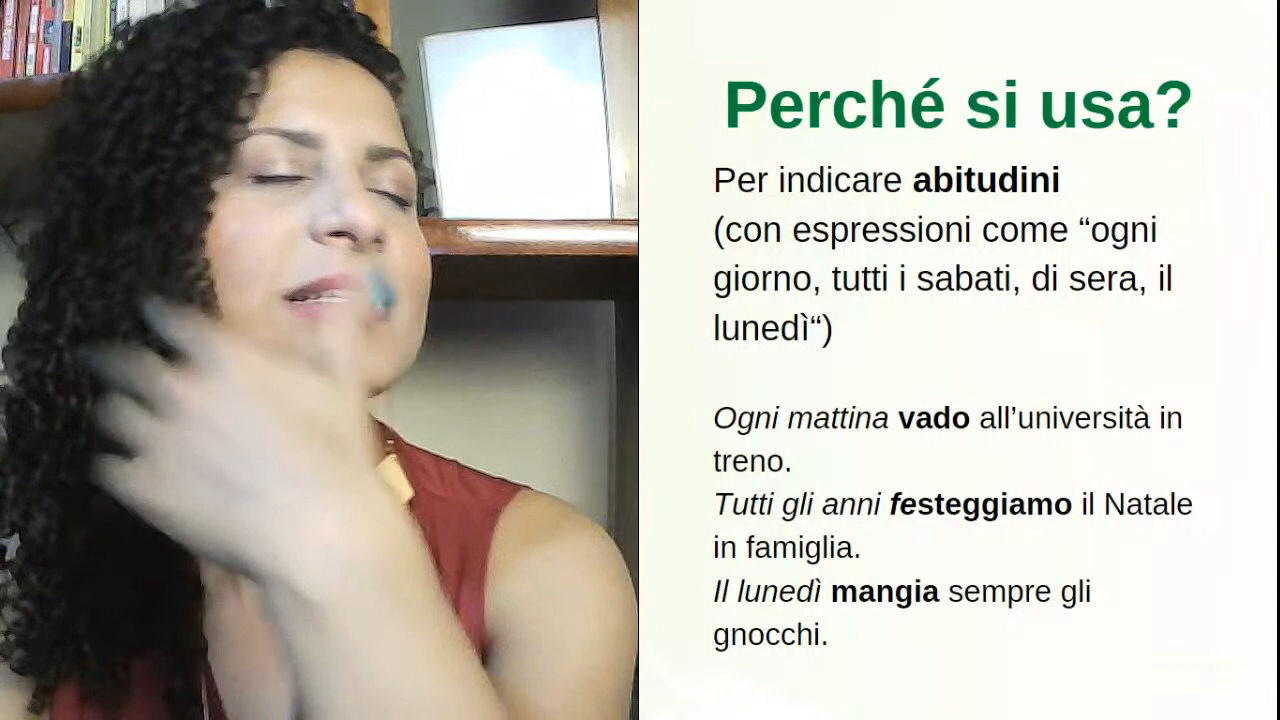 Perché si usa?
Per indicare abitudini
(con espressioni come “ogni
giorno, tutti i sabati, di sera, il
lunedì“)
Ogni mattina vado all’università in
treno.
Tutti gli anni festeggiamo il Natale
in famiglia.
Il lunedì mangia sempre gli
gnocchi.